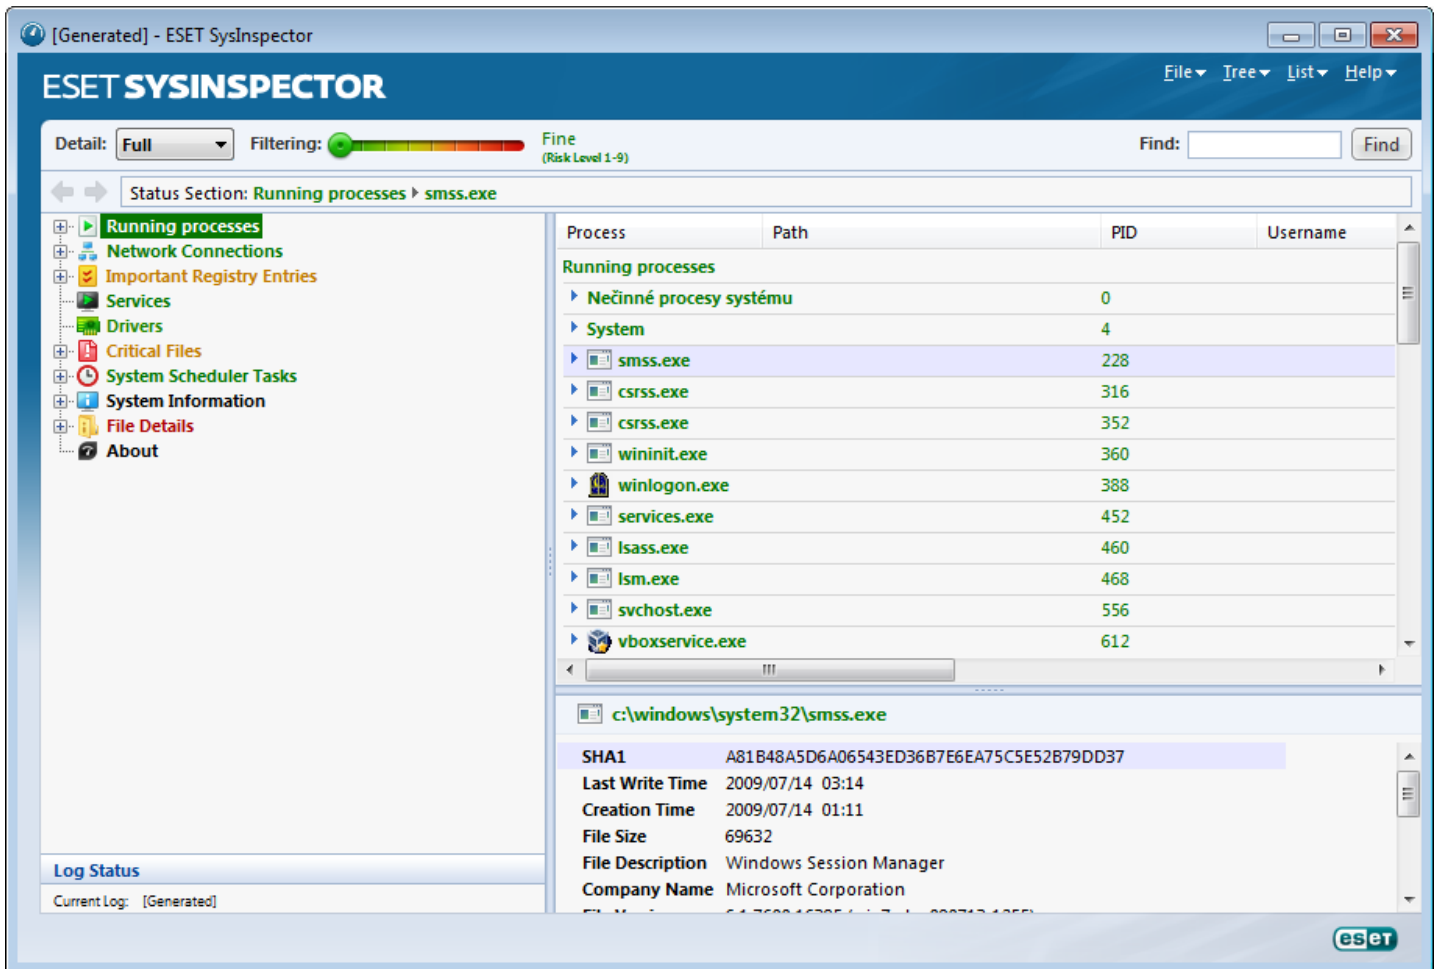 [Generated] - ESET SysInspector
ESET SYSINSPECTOR
File Tree List Help
Detail: Full Filtering: Fine (Risk Level 1-9) Find: Find
Status Section: Running processes smss.exe
Running processes
Network Connections
Important Registry Entries
Services
Drivers
Critical Files
System Scheduler Tasks
System Information
File Details
About
Log Status
Current Log: [Generated]
Process Path PID Username
Running processes
Nečinné procesy systému 0
System 4
smss.exe 228
csrss.exe 316
csrss.exe 352
wininit.exe 360
winlogon.exe 388
services.exe 452
lsass.exe 460
lsm.exe 468
svchost.exe 556
vboxservice.exe 612
c:\windows\system32\smss.exe
SHA1 A81B48A5D6A06543ED36B7E6EA75C5E52B79DD37
Last Write Time 2009/07/14 03:14
Creation Time 2009/07/14 01:11
File Size 69632
File Description Windows Session Manager
Company Name Microsoft Corporation
eseT